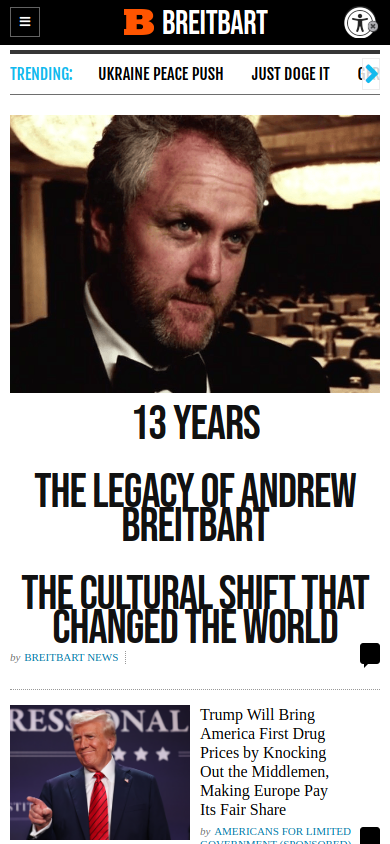 BREITBART
TRENDING: UKRAINE PEACE PUSH JUST DOGE IT
13 YEARS
THE LEGACY OF ANDREW
BREITBART
THE CULTURAL SHIFT THAT
CHANGED THE WORLD
by BREITBART NEWS
Trump Will Bring
America First Drug
Prices by Knocking
Out the Middlemen,
Making Europe Pay
Its Fair Share
by AMERICANS FOR LIMITED
GOVERNMENT (SPONSORED)